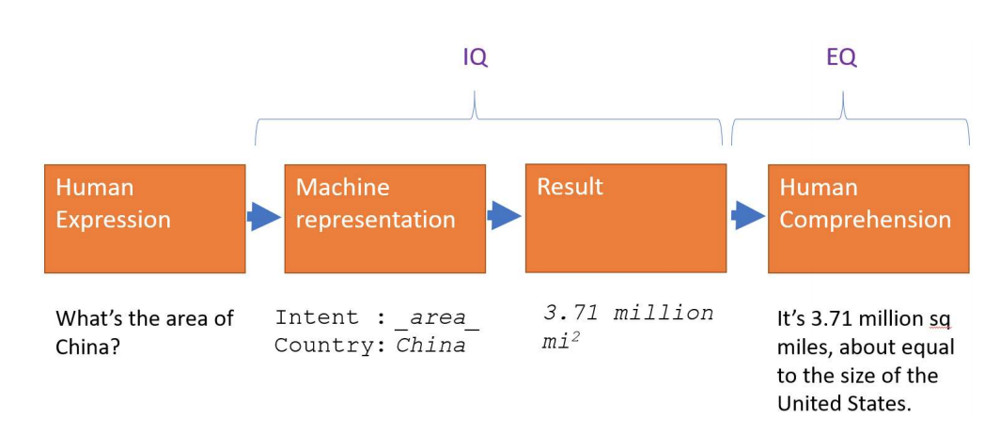 IQ
EQ
Human
Expression
Machine
representation
Result
Human
Comprehension
What's the area of
China?
Intent : _area_
Country: China
3.71 million
mi²
It's 3.71 million sq
miles, about equal
to the size of the
United States.